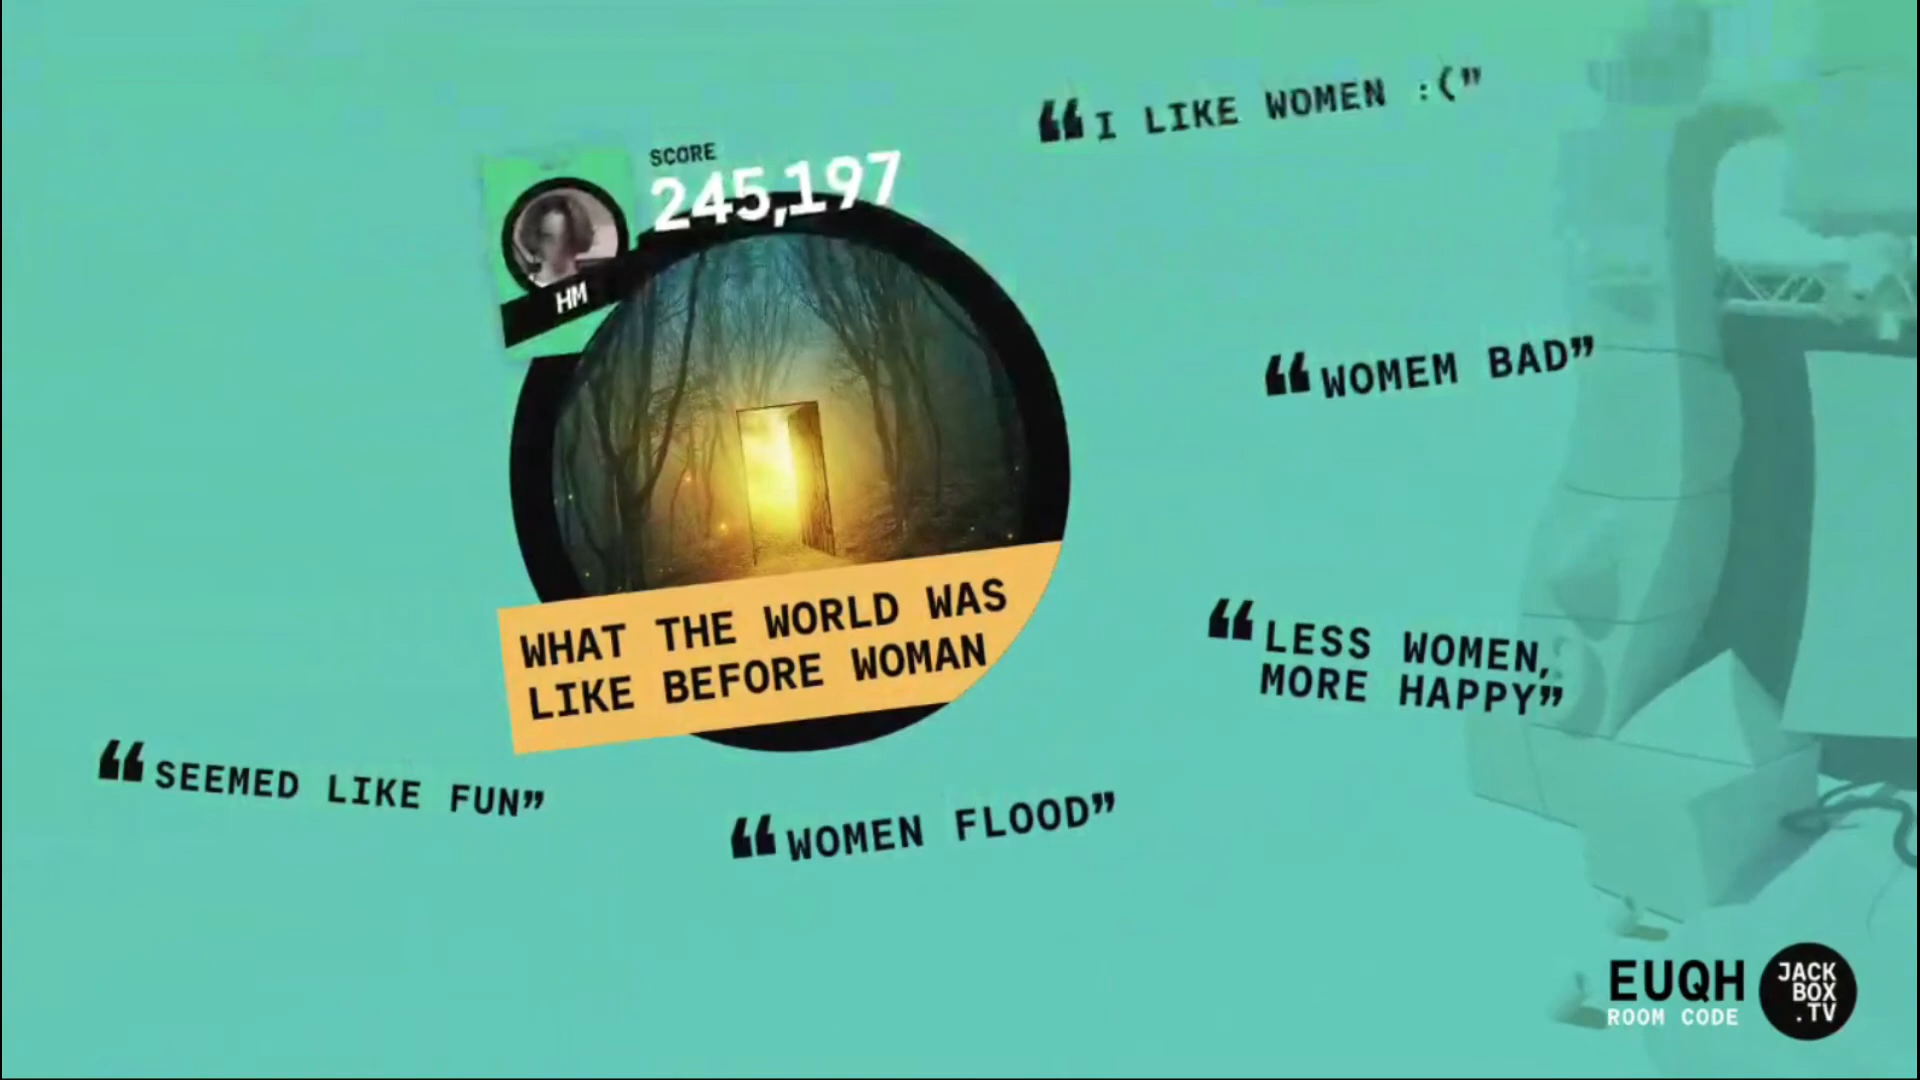 “I LIKE WOMEN :(”
SCORE
245,197
HM
“WOMEM BAD”
WHAT THE WORLD WAS
LIKE BEFORE WOMAN
“LESS WOMEN,
MORE HAPPY”
“SEEMED LIKE FUN”
“WOMEN FLOOD”
EUQH
ROOM CODE
JACK
BOX
.TV